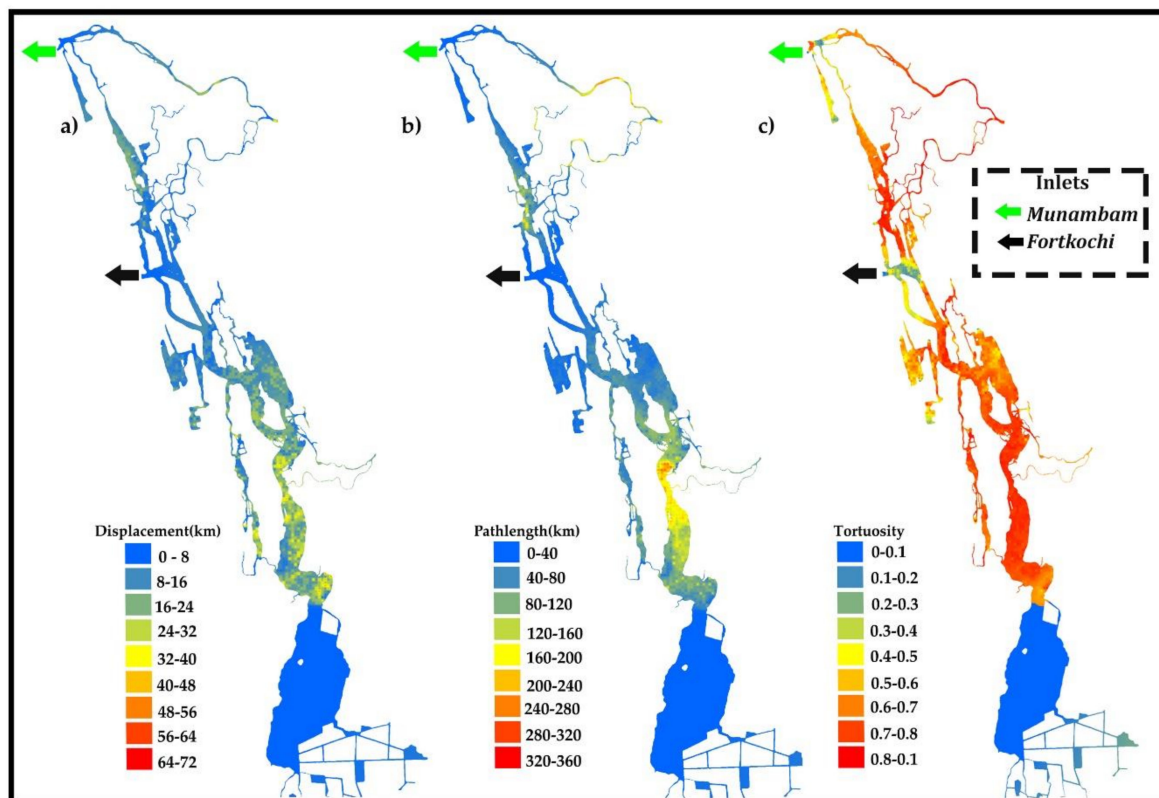 a)
b)
c)
Inlets
Munambam
Fortkochi
Displacement(km)
0 - 8
8-16
16-24
24-32
32-40
40-48
48-56
56-64
64-72
Pathlength(km)
0-40
40-80
80-120
120-160
160-200
200-240
240-280
280-320
320-360
Tortuosity
0-0.1
0.1-0.2
0.2-0.3
0.3-0.4
0.4-0.5
0.5-0.6
0.6-0.7
0.7-0.8
0.8-0.1